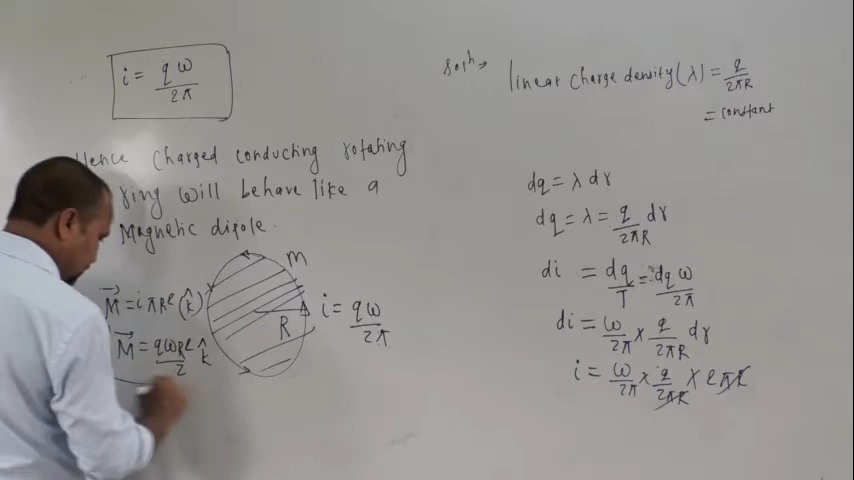 i = qω/2π
Hence Charged conducting rotating
ring will behave like a
Magnetic dipole.
M
M⃗ = iπR² (k̂)
R
i = qω/2π
M⃗ = qωR²/2 k̂
Solⁿ→ linear charge density (λ) = q/2πR
= constant
dq = λ dr
dq = λ = q/2πR dr
di = dq/T = dq ω/2π
di = ω/2π × q/2πR dr
i = ω/2π × q/2πR × 2πR